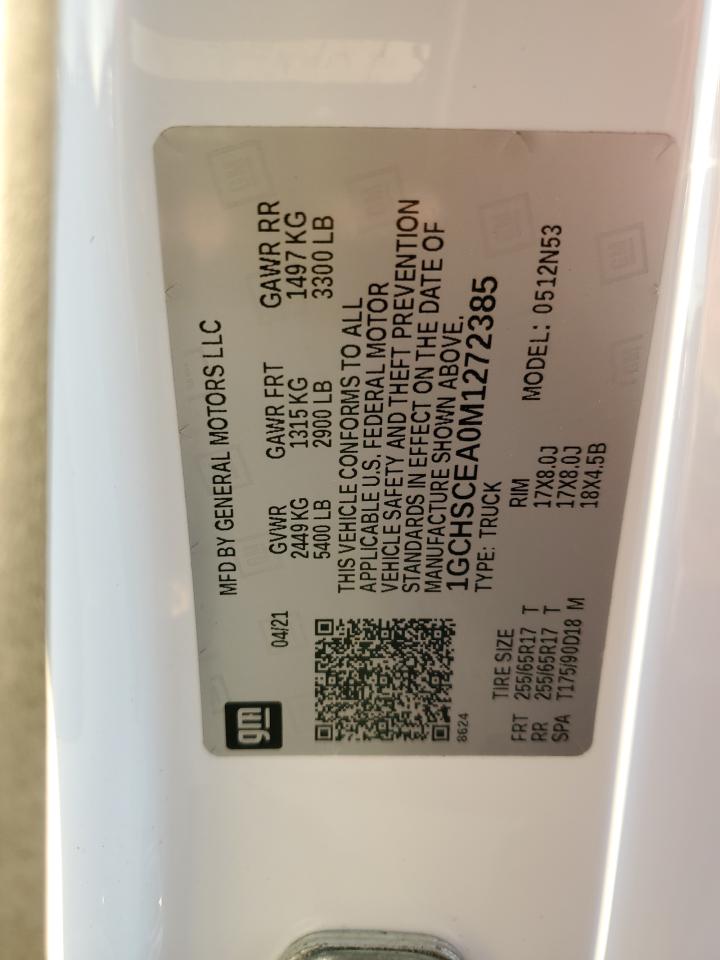 gm
04/21
MFD BY GENERAL MOTORS LLC
GVWR GAWR FRT GAWR RR
2449 KG 1315 KG 1497 KG
5400 LB 2900 LB 3300 LB
THIS VEHICLE CONFORMS TO ALL
APPLICABLE U.S. FEDERAL MOTOR
VEHICLE SAFETY AND THEFT PREVENTION
STANDARDS IN EFFECT ON THE DATE OF
MANUFACTURE SHOWN ABOVE.
1GCHSCEA0M1272385
8624
TYPE: TRUCK
MODEL: 0512N53
TIRE SIZE RIM
FRT 255/65R17 T 17X8.0J
RR 255/65R17 T 17X8.0J
SPA T175/90D18 M 18X4.5B